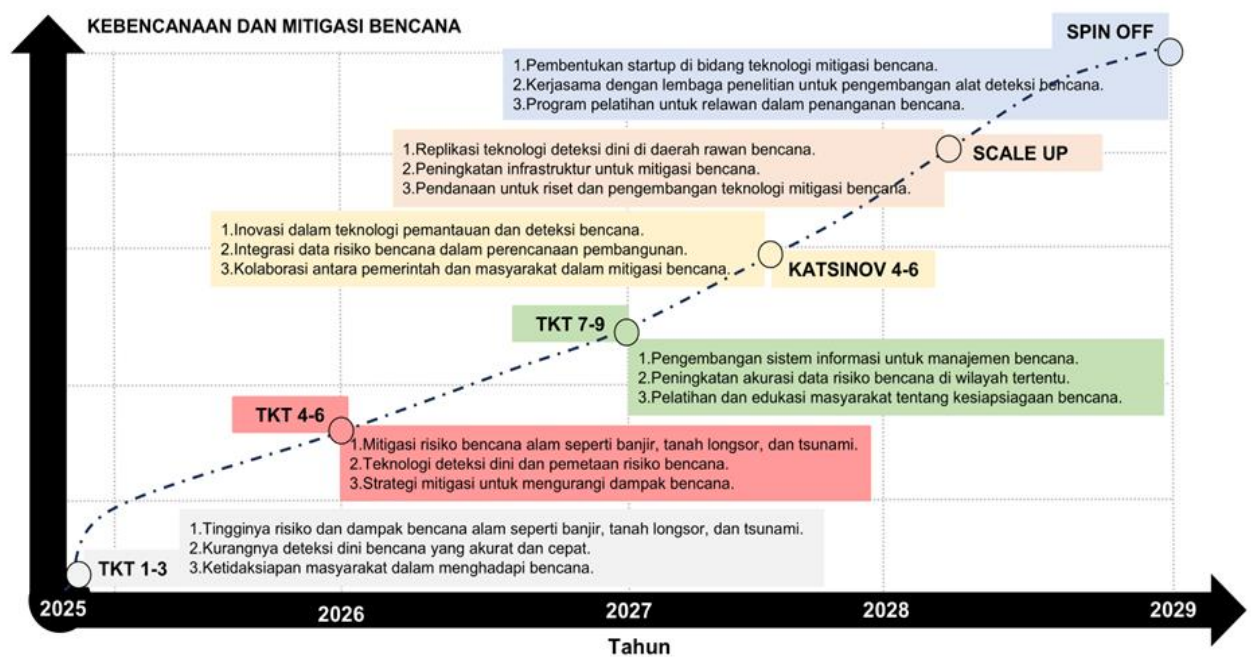 KEBENCANAAN DAN MITIGASI BENCANA
SPIN OFF
1.Pembentukan startup di bidang teknologi mitigasi bencana.
2.Kerjasama dengan lembaga penelitian untuk pengembangan alat deteksi bencana.
3.Program pelatihan untuk relawan dalam penanganan bencana.
SCALE UP
1.Replikasi teknologi deteksi dini di daerah rawan bencana.
2.Peningkatan infrastruktur untuk mitigasi bencana.
3.Pendanaan untuk riset dan pengembangan teknologi mitigasi bencana.
1.Inovasi dalam teknologi pemantauan dan deteksi bencana.
2.Integrasi data risiko bencana dalam perencanaan pembangunan.
3.Kolaborasi antara pemerintah dan masyarakat dalam mitigasi bencana.
KATSINOV 4-6
TKT 7-9
1.Pengembangan sistem informasi untuk manajemen bencana.
2.Peningkatan akurasi data risiko bencana di wilayah tertentu.
3.Pelatihan dan edukasi masyarakat tentang kesiapsiagaan bencana.
TKT 4-6
1.Mitigasi risiko bencana alam seperti banjir, tanah longsor, dan tsunami.
2.Teknologi deteksi dini dan pemetaan risiko bencana.
3.Strategi mitigasi untuk mengurangi dampak bencana.
1.Tingginya risiko dan dampak bencana alam seperti banjir, tanah longsor, dan tsunami.
2.Kurangnya deteksi dini bencana yang akurat dan cepat.
3.Ketidaksiapan masyarakat dalam menghadapi bencana.
TKT 1-3
2025
2026
2027
2028
2029
Tahun